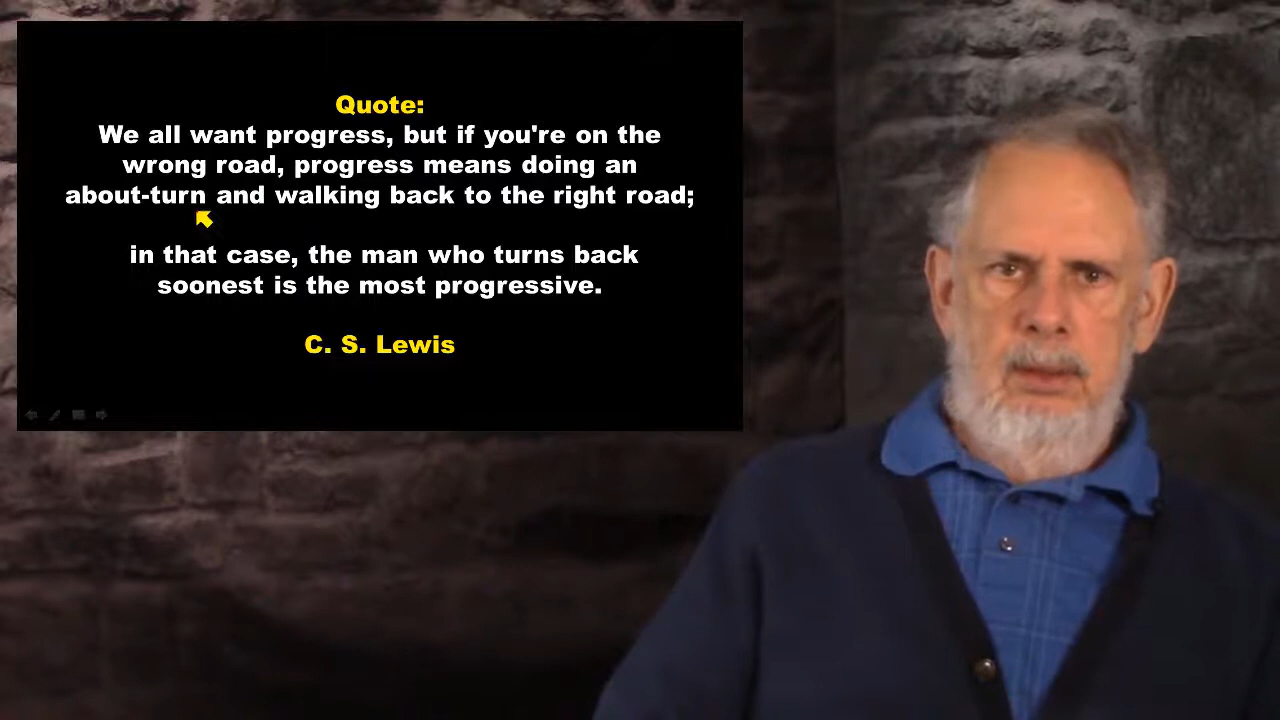 Quote:
We all want progress, but if you're on the
wrong road, progress means doing an
about-turn and walking back to the right road;
in that case, the man who turns back
soonest is the most progressive.
C. S. Lewis